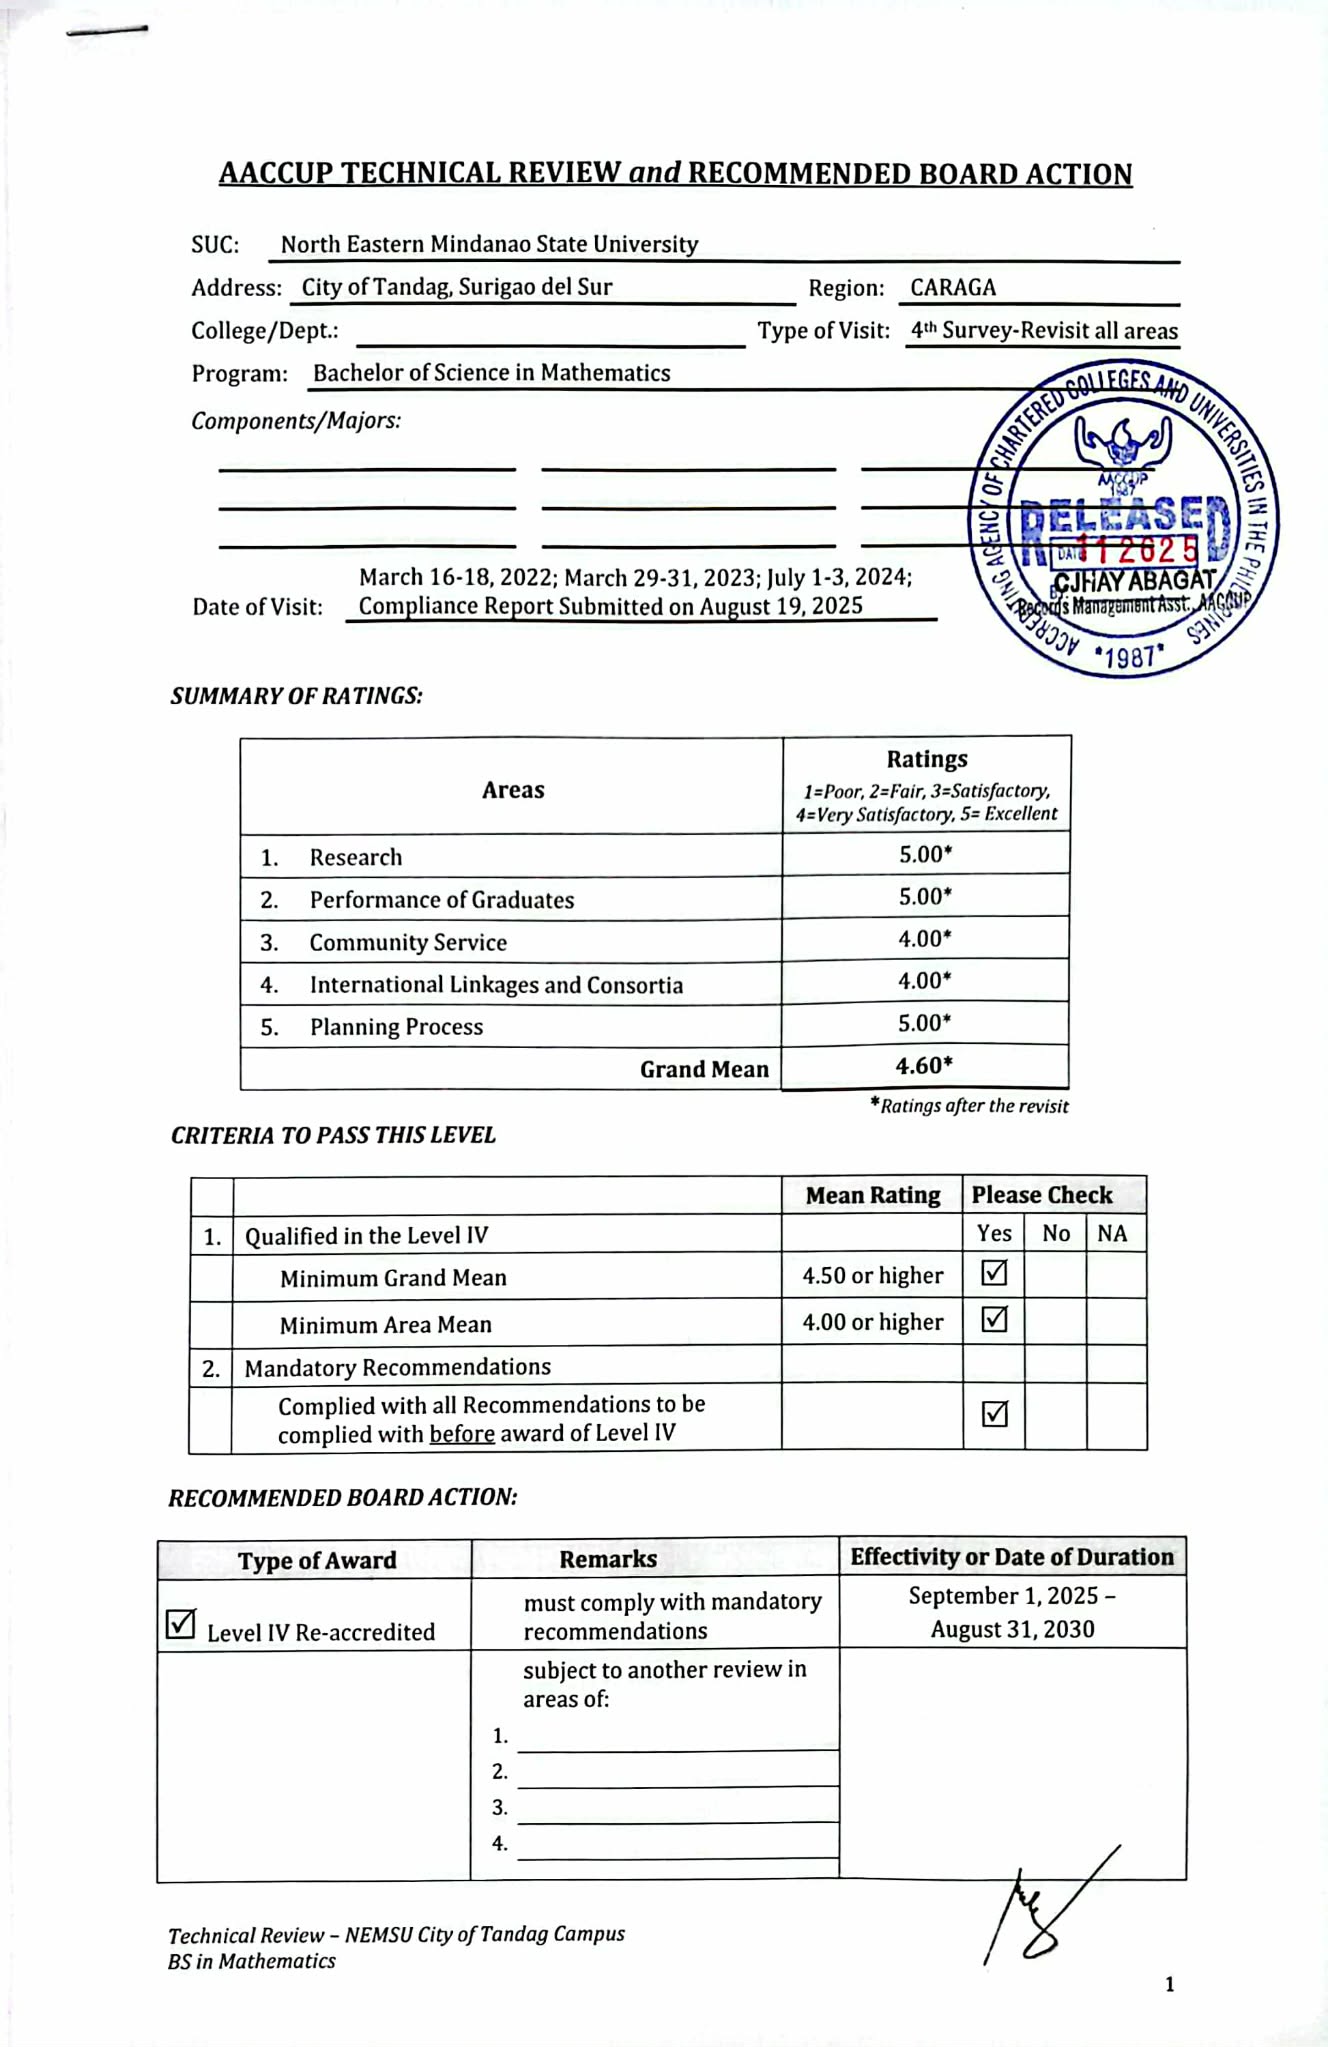 AACCUP TECHNICAL REVIEW and RECOMMENDED BOARD ACTION
SUC: North Eastern Mindanao State University
Address: City of Tandag, Surigao del Sur Region: CARAGA
College/Dept.: Type of Visit: 4th Survey-Revisit all areas
Program: Bachelor of Science in Mathematics
Components/Majors:
ACCREDITING AGENCY OF CHARTERED COLLEGES AND UNIVERSITIES IN THE PHILIPPINES
AACCUP
1987
RELEASED
DATE 11 26 25
CJHAY ABAGAT
Records Management Asst., AACCUP
*1987*
March 16-18, 2022; March 29-31, 2023; July 1-3, 2024;
Date of Visit: Compliance Report Submitted on August 19, 2025
SUMMARY OF RATINGS:
Areas Ratings
1=Poor, 2=Fair, 3=Satisfactory,
4=Very Satisfactory, 5= Excellent
1. Research 5.00*
2. Performance of Graduates 5.00*
3. Community Service 4.00*
4. International Linkages and Consortia 4.00*
5. Planning Process 5.00*
Grand Mean 4.60*
*Ratings after the revisit
CRITERIA TO PASS THIS LEVEL
Mean Rating Please Check
1. Qualified in the Level IV Yes No NA
Minimum Grand Mean 4.50 or higher ☑
Minimum Area Mean 4.00 or higher ☑
2. Mandatory Recommendations
Complied with all Recommendations to be
complied with before award of Level IV ☑
RECOMMENDED BOARD ACTION:
Type of Award Remarks Effectivity or Date of Duration
☑ Level IV Re-accredited
must comply with mandatory
recommendations
September 1, 2025 –
August 31, 2030
subject to another review in
areas of:
1.
2.
3.
4.
Technical Review – NEMSU City of Tandag Campus
BS in Mathematics
1